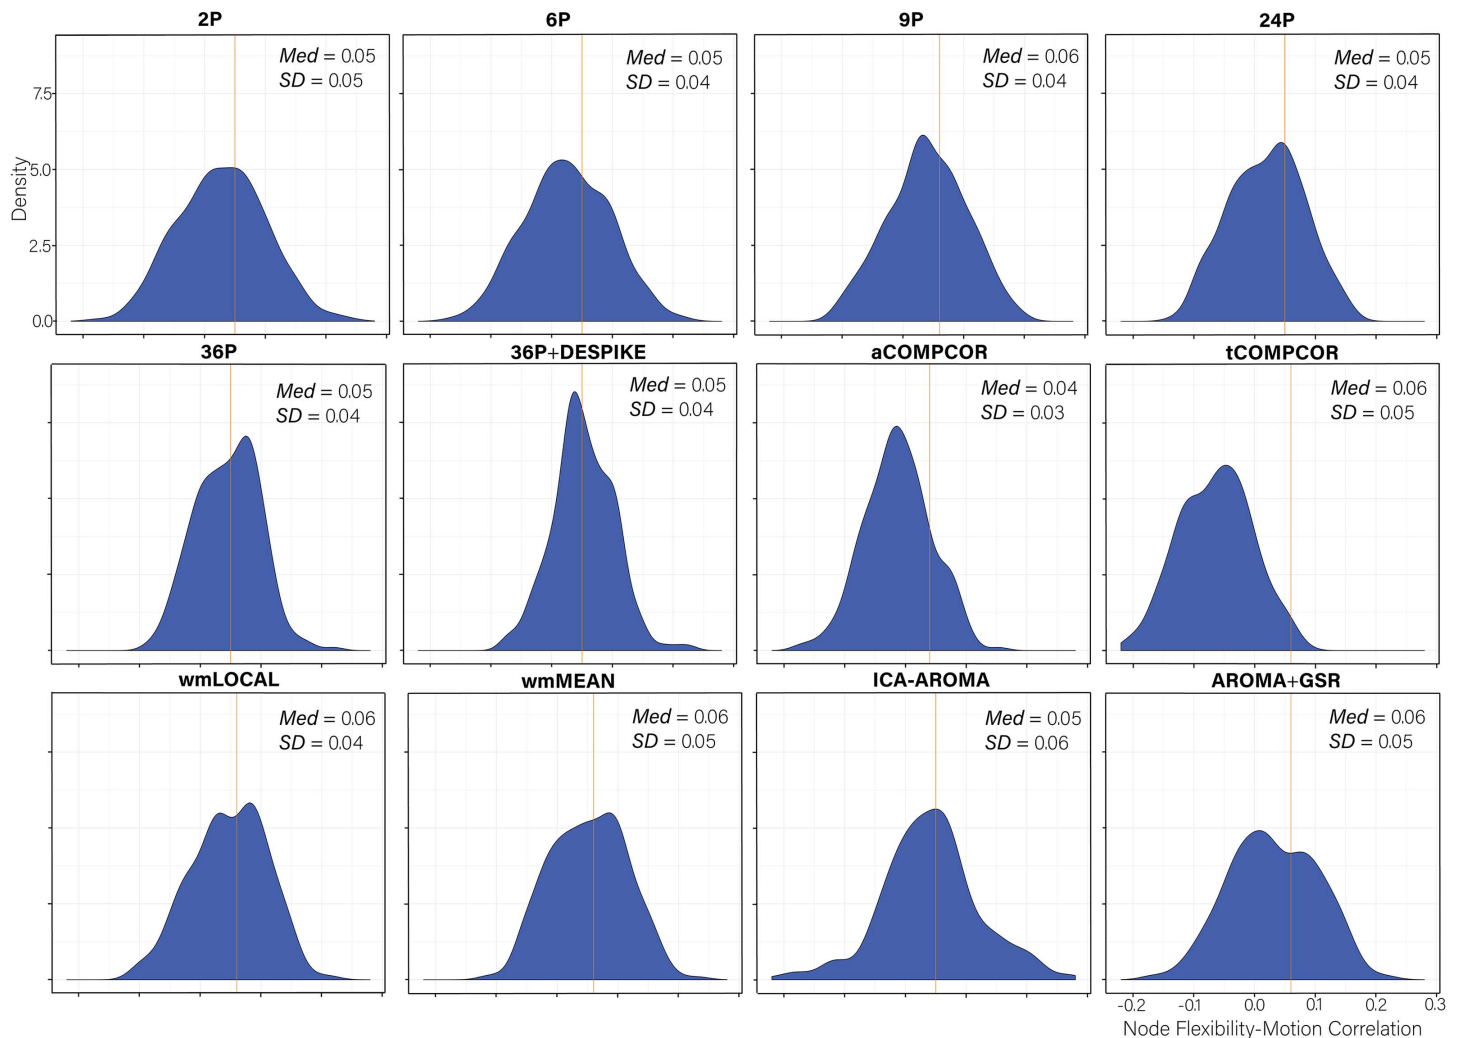 2P
6P
9P
24P
Med = 0.05
SD = 0.05
Med = 0.05
SD = 0.04
Med = 0.06
SD = 0.04
Med = 0.05
SD = 0.04
7.5
5.0
2.5
0.0
Density
36P
36P+DESPIKE
aCOMPCOR
tCOMPCOR
Med = 0.05
SD = 0.04
Med = 0.05
SD = 0.04
Med = 0.04
SD = 0.03
Med = 0.06
SD = 0.05
wmLOCAL
wmMEAN
ICA-AROMA
AROMA+GSR
Med = 0.06
SD = 0.04
Med = 0.06
SD = 0.05
Med = 0.05
SD = 0.06
Med = 0.06
SD = 0.05
-0.2 -0.1 0.0 0.1 0.2 0.3
Node Flexibility-Motion Correlation